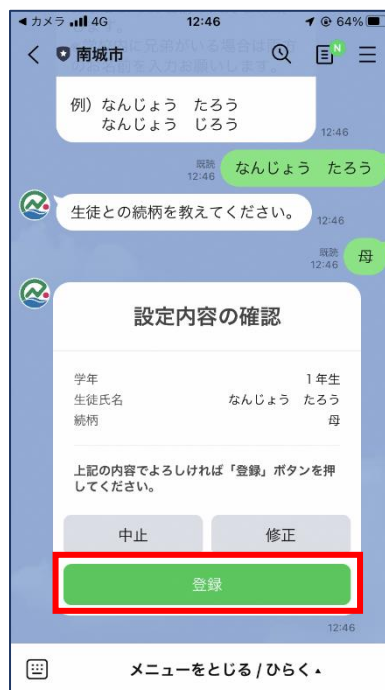 カメラ 4G 12:46 64%
南城市 N
例）なんじょう　たろう
なんじょう　じろう
12:46
既読
12:46
なんじょう　たろう
生徒との続柄を教えてください。
12:46
既読
12:46
母
設定内容の確認
学年 1年生
生徒氏名 なんじょう　たろう
続柄 母
上記の内容でよろしければ「登録」ボタンを押
してください。
中止 修正
登録
12:46
メニューをとじる / ひらく